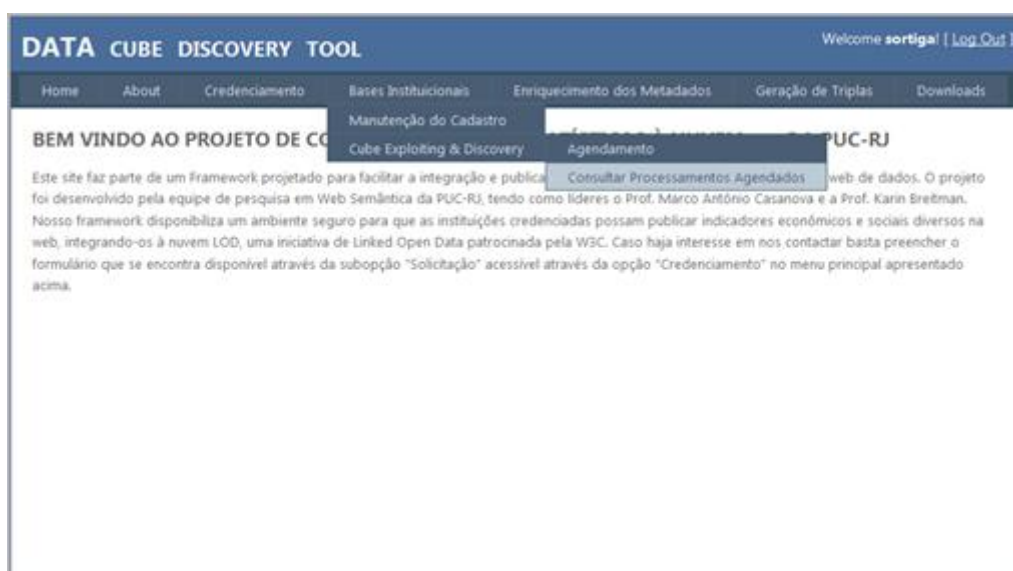 DATA CUBE DISCOVERY TOOL
Welcome sortiga! [ Log Out ]
Home About Credenciamento Bases Instituicionais Enriquecimento dos Metadados Geração de Triplas Downloads
Manutenção do Cadastro
Cube Exploiting & Discovery
Agendamento
Consultar Processamentos Agendados
BEM VINDO AO PROJETO DE PUC-RJ
Este site faz parte de um Framework projetado para facilitar a integração e publica web de dados. O projeto
foi desenvolvido pela equipe de pesquisa em Web Semântica da PUC-RJ, tendo como líderes o Prof. Marco Antônio Casanova e a Prof. Karin Breitman.
Nosso framework disponibiliza um ambiente seguro para que as instituições credenciadas possam publicar indicadores econômicos e sociais diversos na
web, integrando-os à nuvem LOD, uma iniciativa de Linked Open Data patrocinada pela W3C. Caso haja interesse em nos contactar basta preencher o
formulário que se encontra disponível através da subopção "Solicitação" acessível através da opção "Credenciamento" no menu principal apresentado
acima.